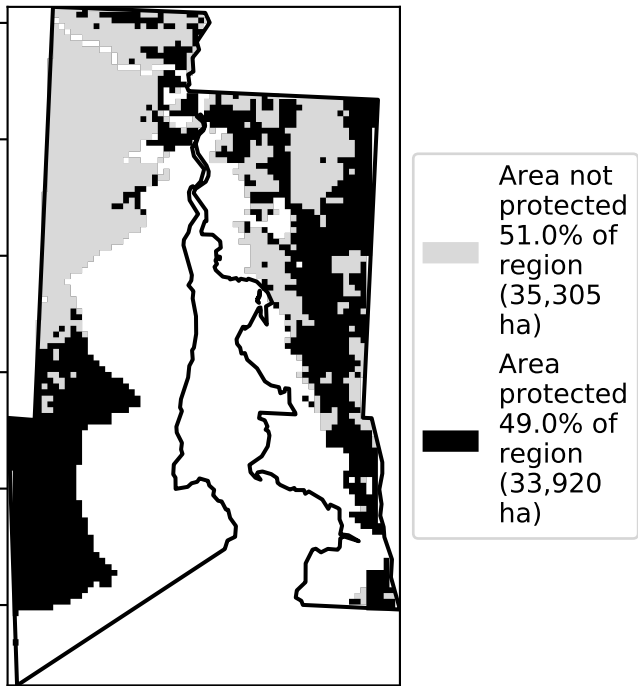 Area not
protected
51.0% of
region
(35,305
ha)
Area
protected
49.0% of
region
(33,920
ha)